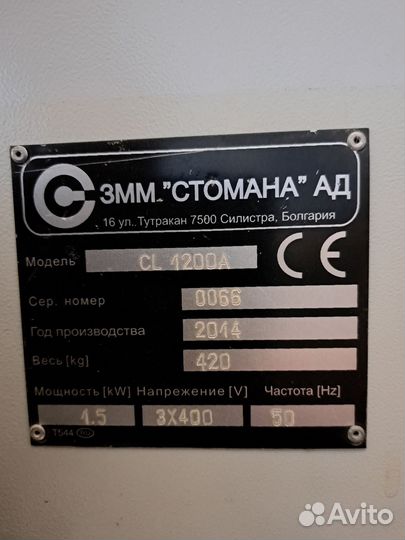 ЗММ "СТОМАНА" АД
16 ул. Тутракан 7500 Силистра, Болгария
Модель CL 1200A CE
Сер. номер 0066
Год производства 2014
Весь [kg] 420
Мощность [kW] Напрежение [V] Частота [Hz]
1.5 3X400 50
T544
Avito